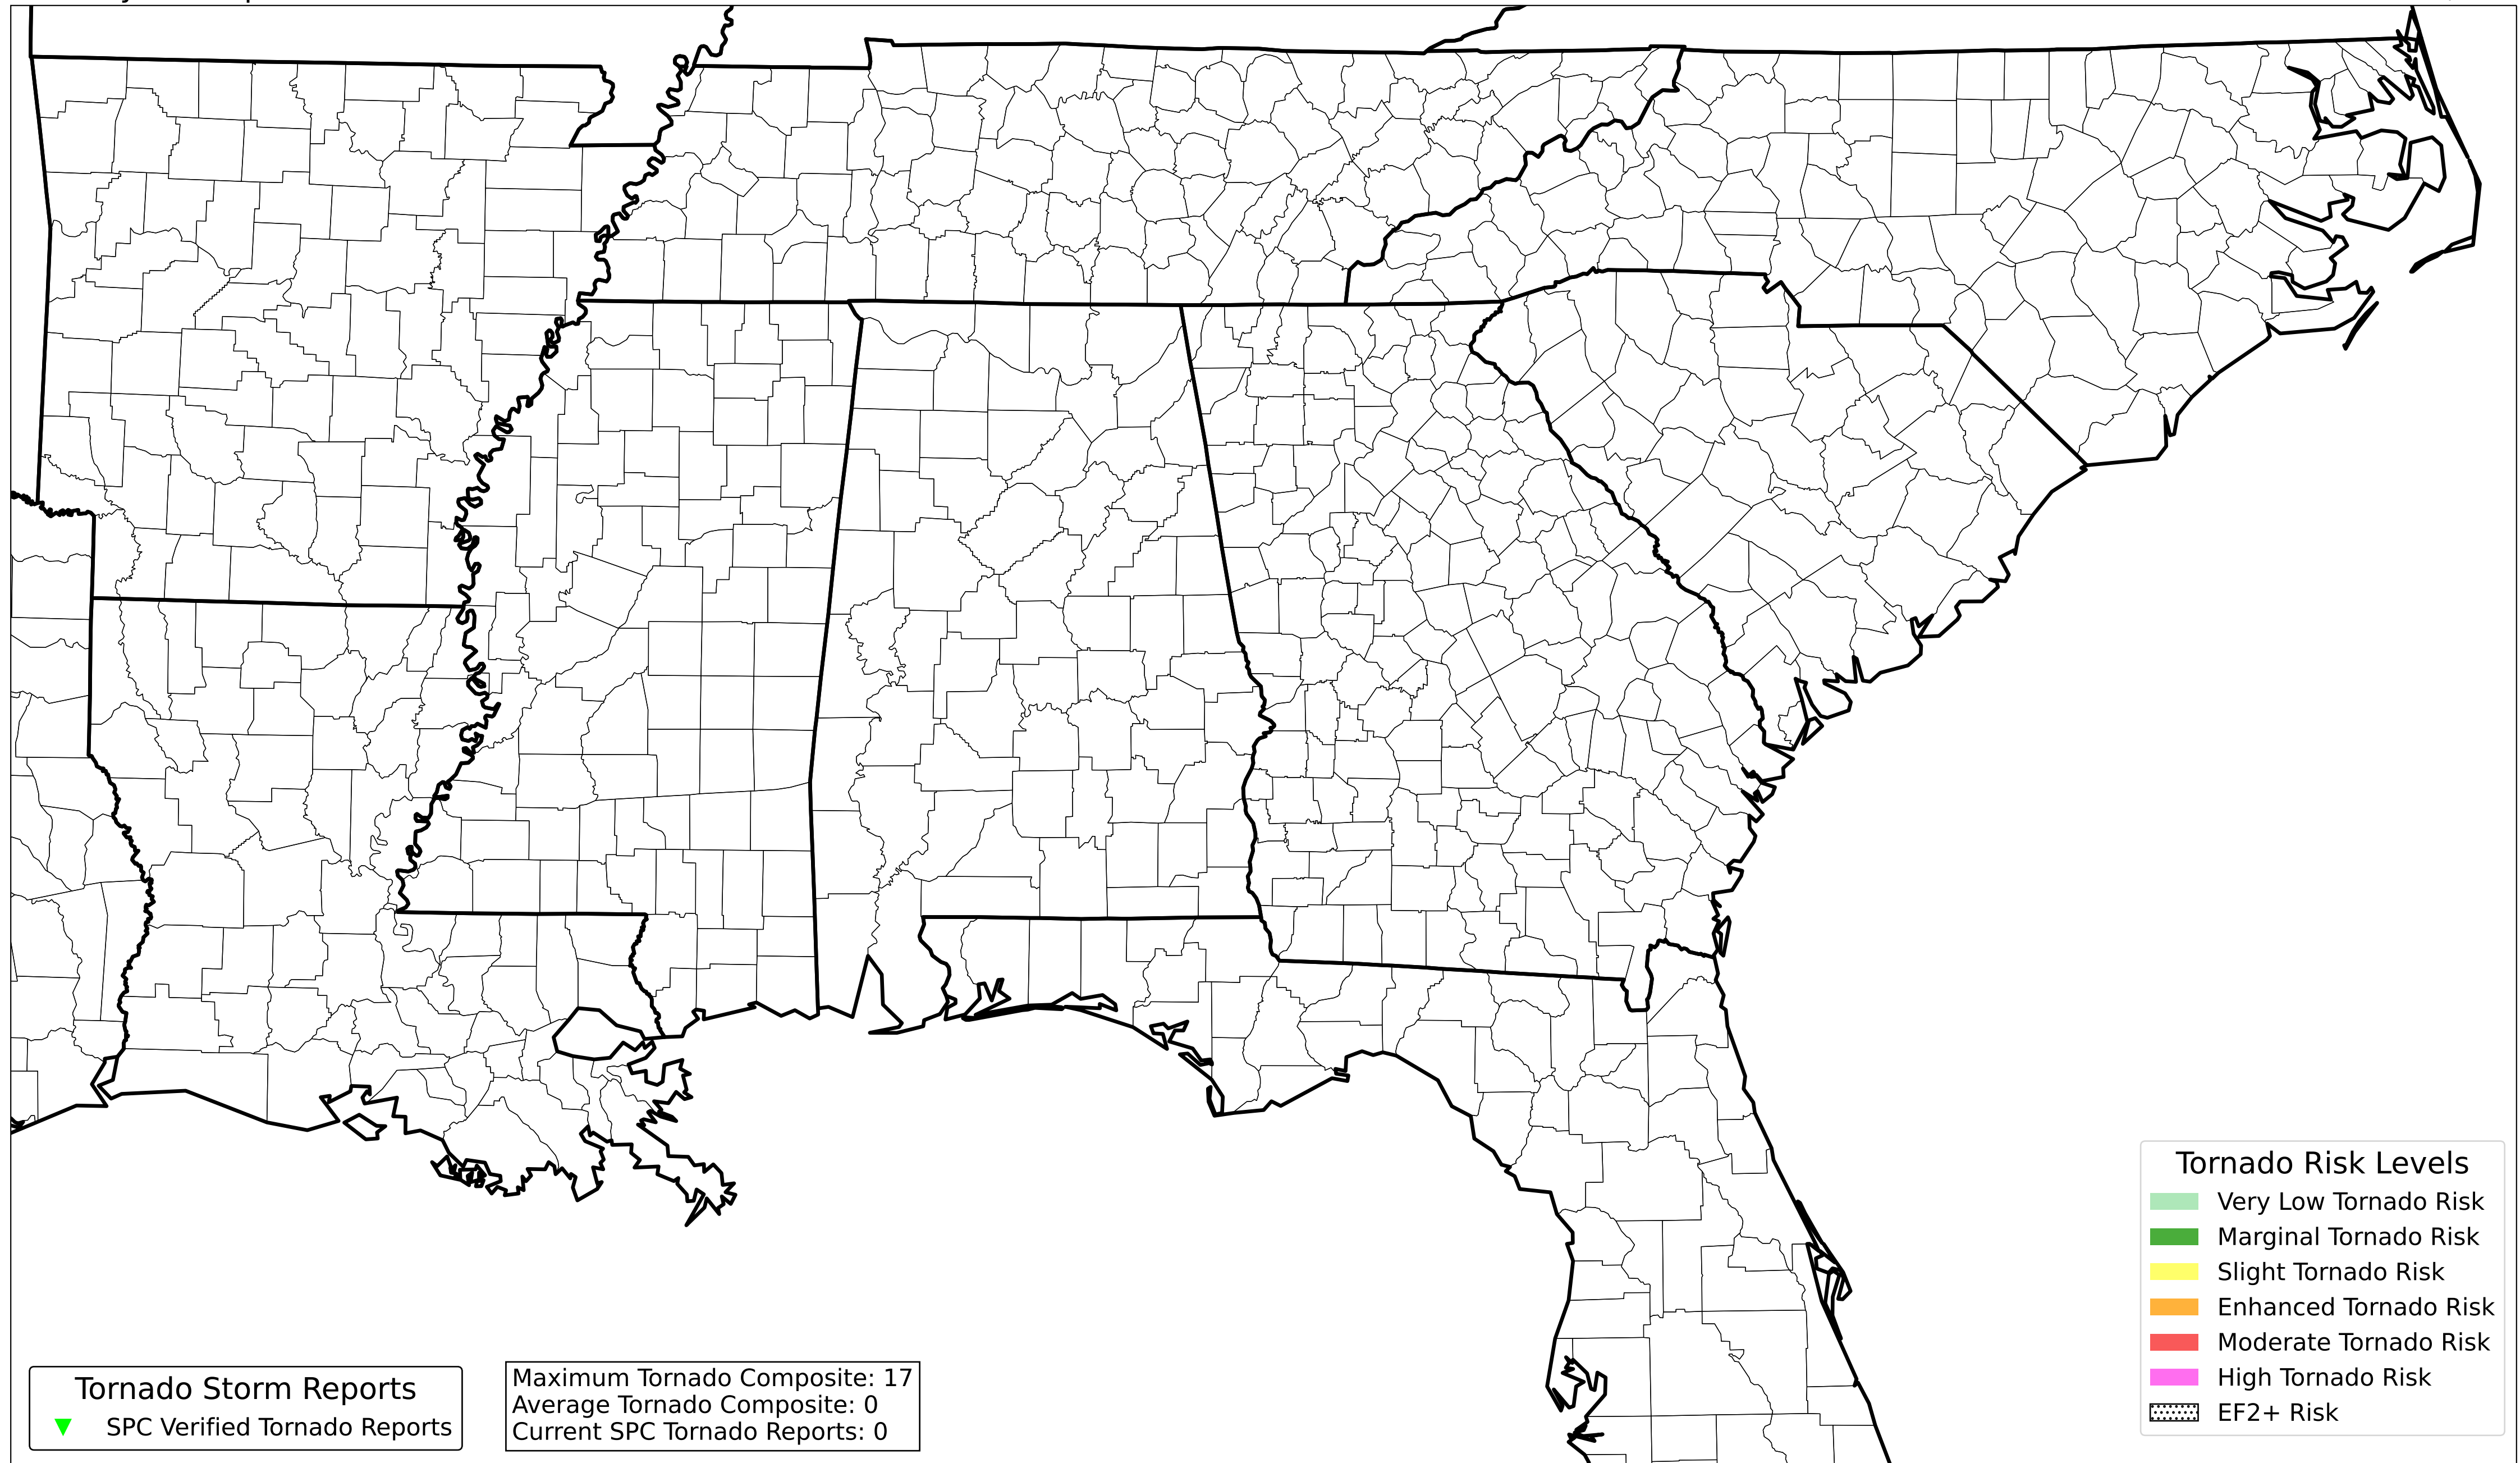 Tornado Risk Levels
Very Low Tornado Risk
Marginal Tornado Risk
Slight Tornado Risk
Enhanced Tornado Risk
Moderate Tornado Risk
High Tornado Risk
EF2+ Risk
Tornado Storm Reports
SPC Verified Tornado Reports
Maximum Tornado Composite: 17
Average Tornado Composite: 0
Current SPC Tornado Reports: 0